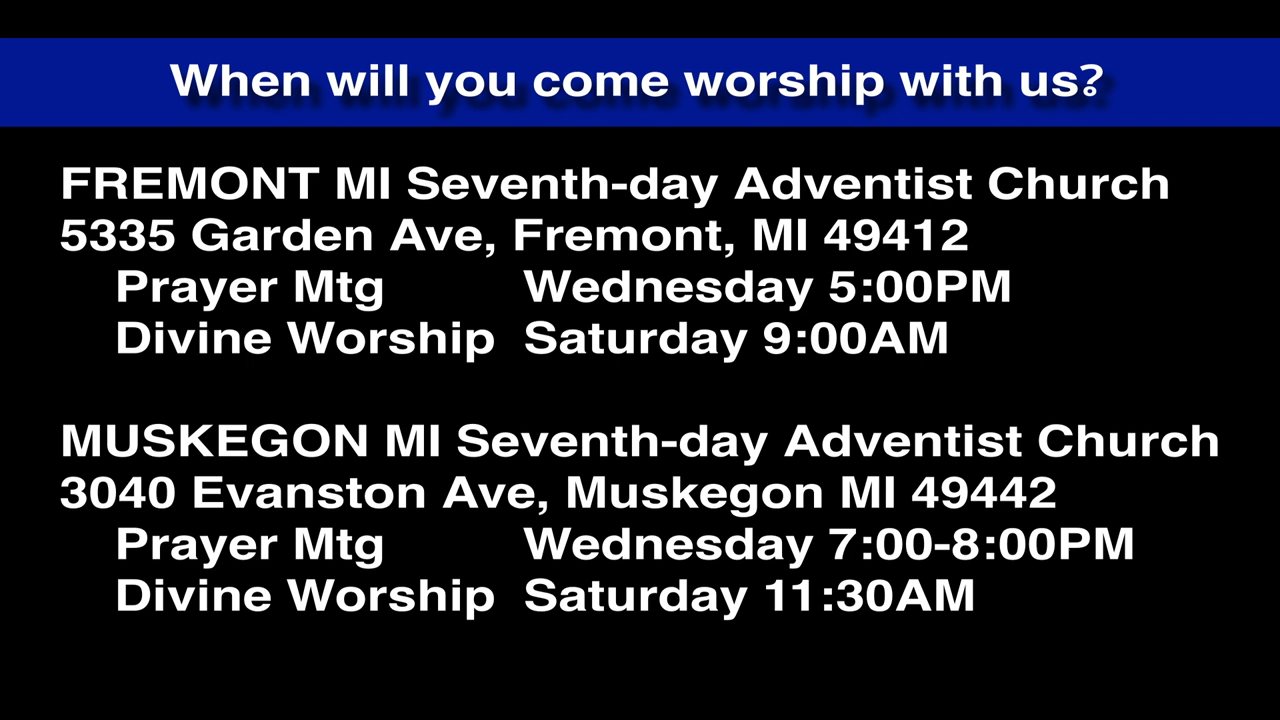 When will you come worship with us?
FREMONT MI Seventh-day Adventist Church
5335 Garden Ave, Fremont, MI 49412
Prayer Mtg Wednesday 5:00PM
Divine Worship Saturday 9:00AM
MUSKEGON MI Seventh-day Adventist Church
3040 Evanston Ave, Muskegon MI 49442
Prayer Mtg Wednesday 7:00-8:00PM
Divine Worship Saturday 11:30AM